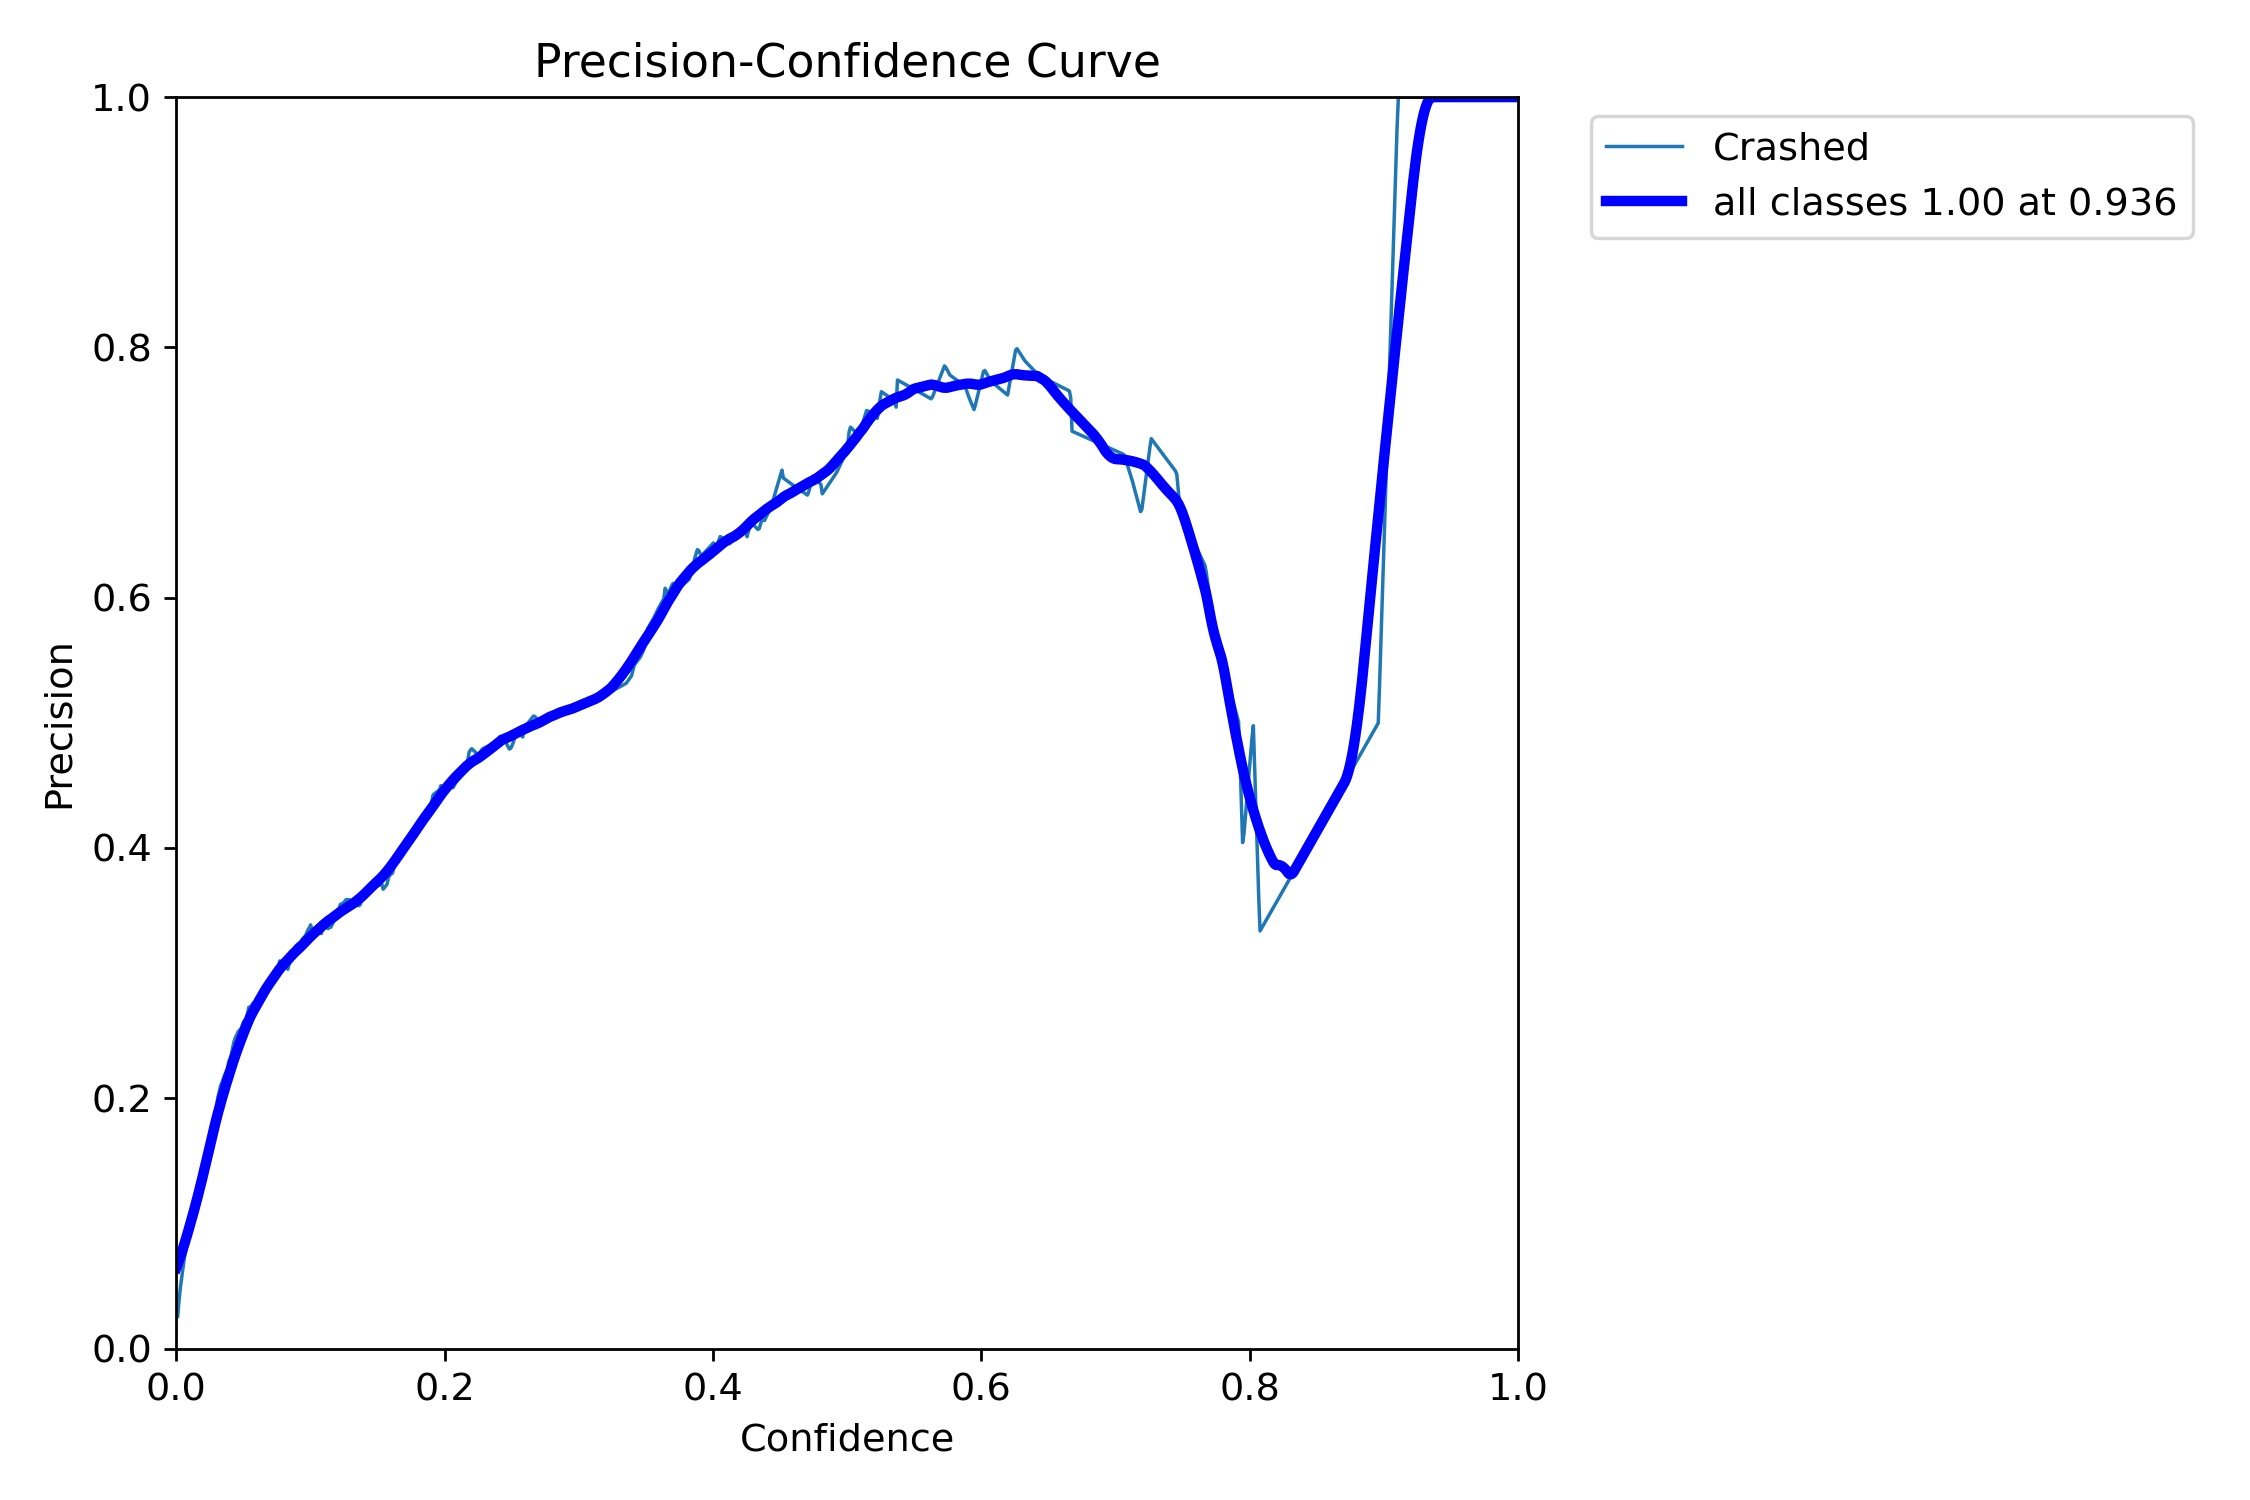 Precision-Confidence Curve
1.0
0.8
0.6
0.4
0.2
0.0
Precision
0.0 0.2 0.4 0.6 0.8 1.0
Confidence
Crashed
all classes 1.00 at 0.936